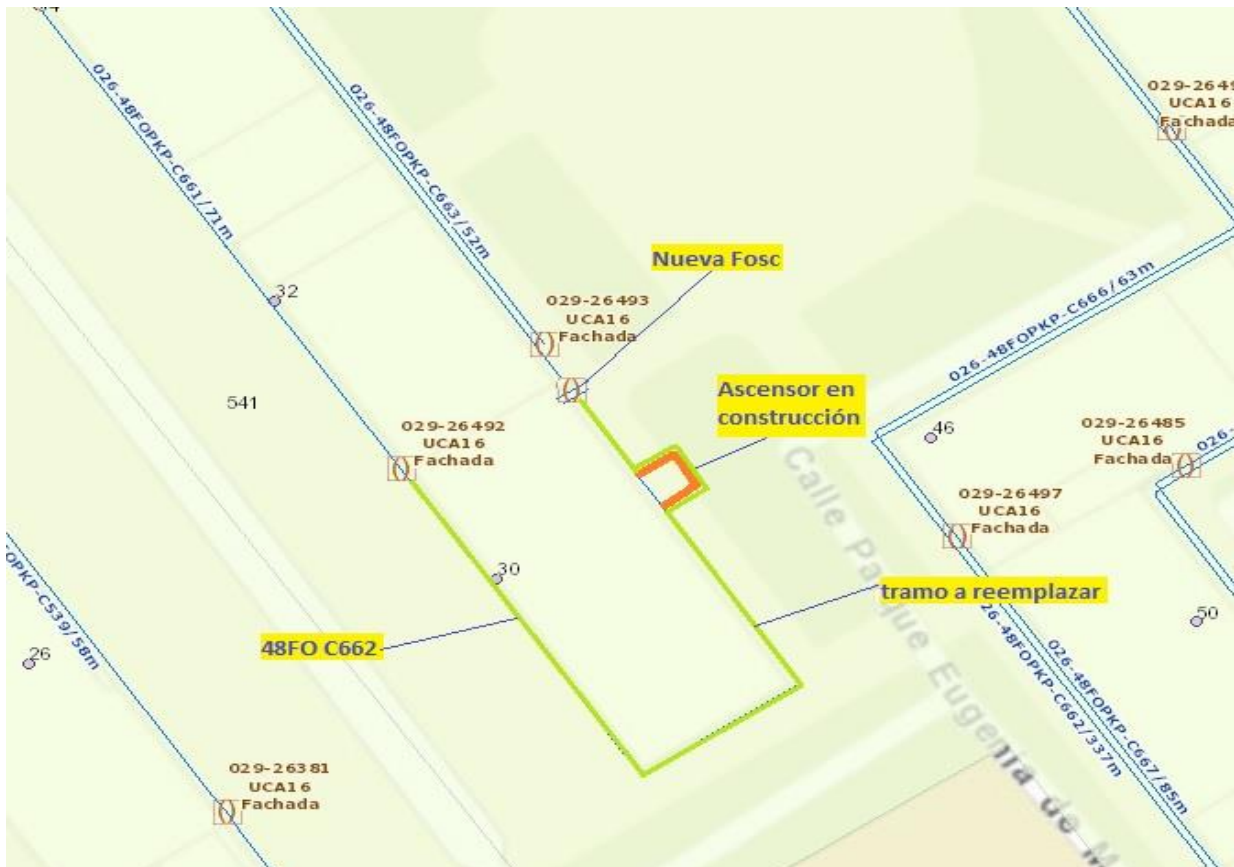 026-48FOPKP-C661/71m
026-48FOPKP-C663/52m
029-2649
UCA16
Fachada
Nueva Fosc
026-48FOPKP-C666/63m
32
029-26493
UCA16
Fachada
Ascensor en
construcción
541
029-26492
UCA16
Fachada
46
029-26485
UCA16
Fachada
026-
Calle Parque Eugenia de M
029-26497
UCA16
Fachada
30
tramo a reemplazar
50
48FO C662
26
OPKP-C539/58m
26-48FOPKP-C662/337m
026-48FOPKP-C667/85m
029-26381
UCA16
Fachada